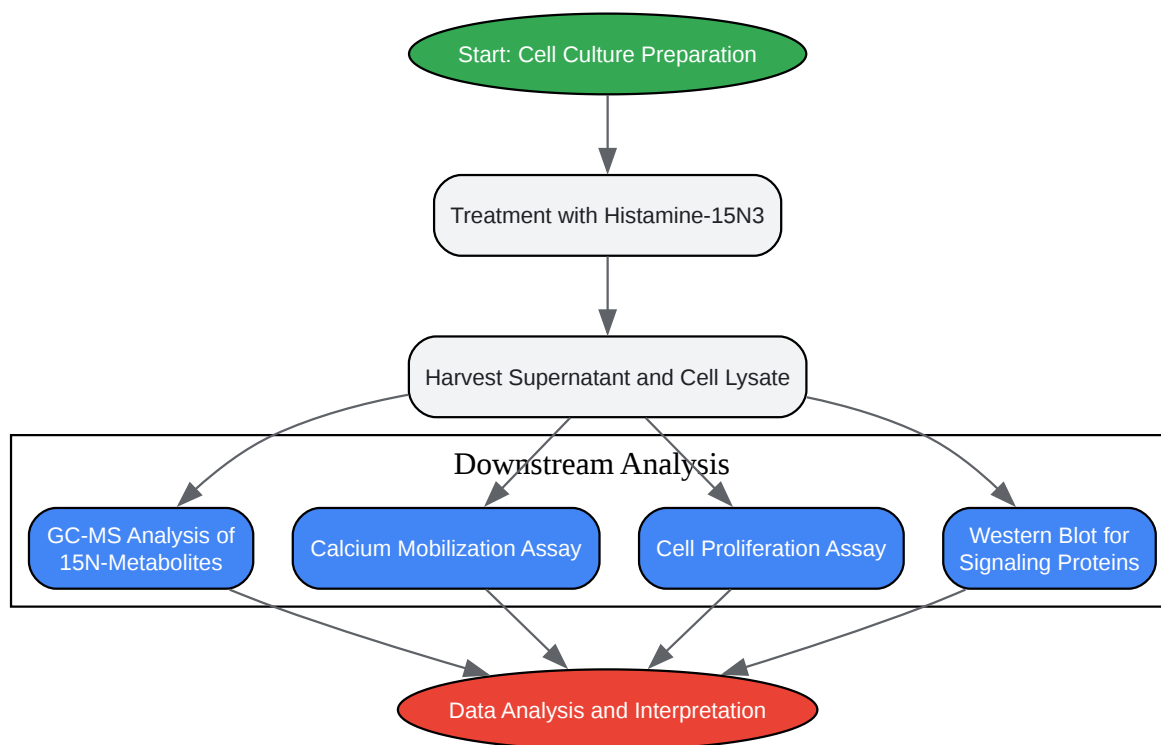 Start: Cell Culture Preparation
Treatment with Histamine-15N3
Harvest Supernatant and Cell Lysate
Downstream Analysis
GC-MS Analysis of
15N-Metabolites
Calcium Mobilization Assay
Cell Proliferation Assay
Western Blot for
Signaling Proteins
Data Analysis and Interpretation